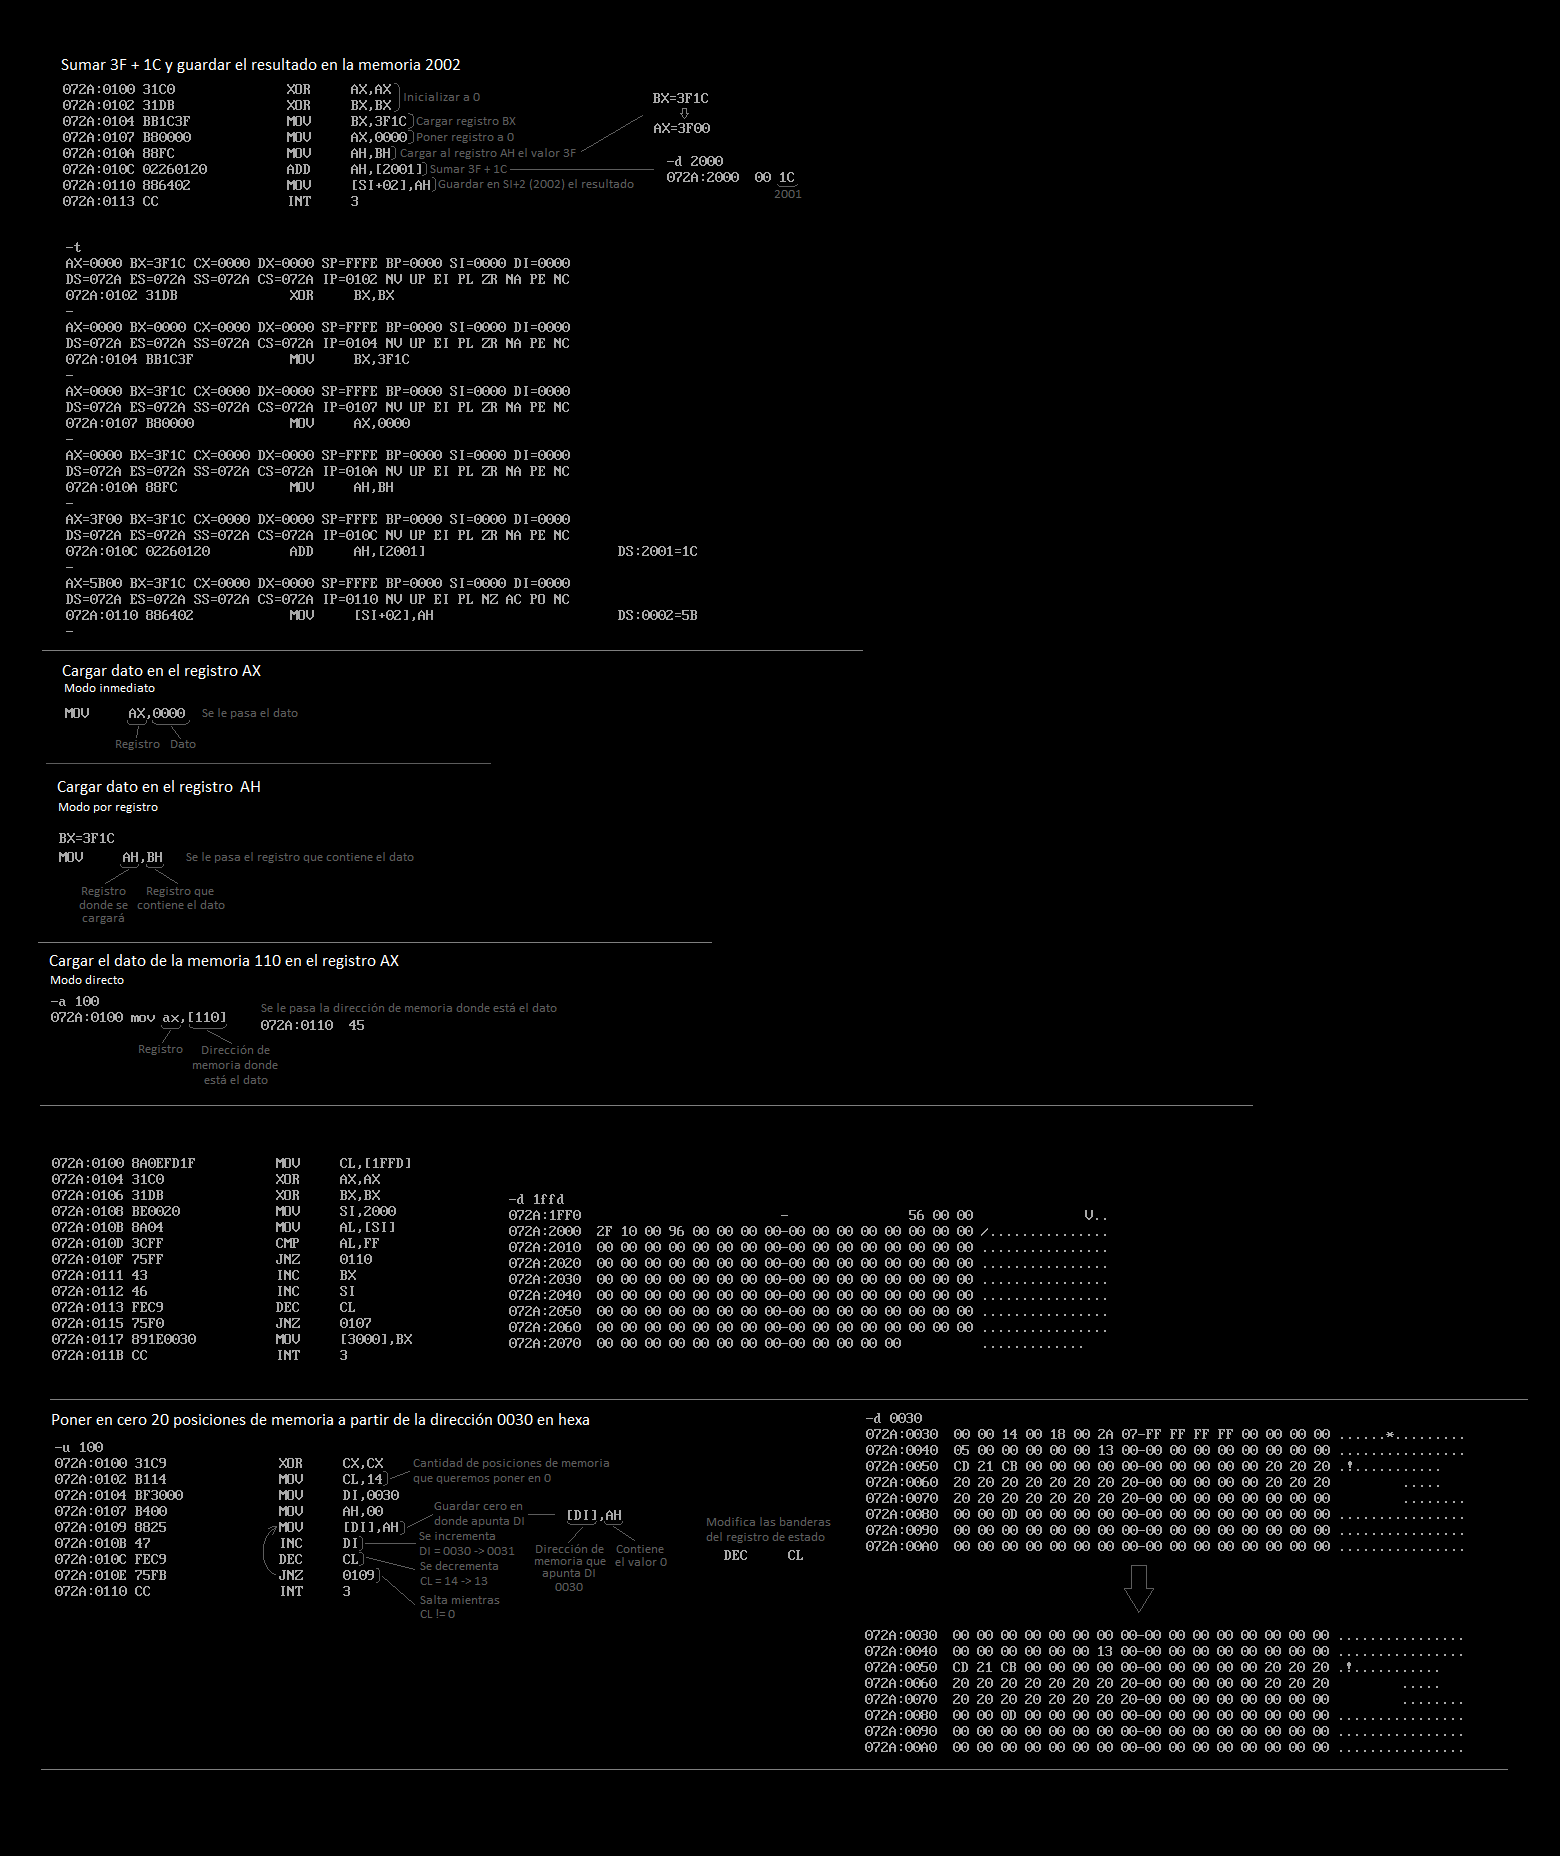 Sumar 3F + 1C y guardar el resultado en la memoria 2002
072A:0100 31C0 XOR AX,AX
Inicializar a 0
072A:0102 31DB XOR BX,BX
072A:0104 BB1C3F MOV BX,3F1C Cargar registro BX
072A:0107 B80000 MOV AX,0000 Poner registro a 0
072A:010A 88FC MOV AH,BH Cargar al registro AH el valor 3F
072A:010C 02260120 ADD AH,[2001] Sumar 3F + 1C
072A:0110 886402 MOV [SI+02],AH Guardar en SI+2 (2002) el resultado
072A:0113 CC INT 3
BX=3F1C
AX=3F00
-d 2000
072A:2000 00 1C
2001
-t
AX=0000 BX=3F1C CX=0000 DX=0000 SP=FFFE BP=0000 SI=0000 DI=0000
DS=072A ES=072A SS=072A CS=072A IP=0102 NV UP EI PL ZR NA PE NC
072A:0102 31DB XOR BX,BX
-
AX=0000 BX=0000 CX=0000 DX=0000 SP=FFFE BP=0000 SI=0000 DI=0000
DS=072A ES=072A SS=072A CS=072A IP=0104 NV UP EI PL ZR NA PE NC
072A:0104 BB1C3F MOV BX,3F1C
-
AX=0000 BX=3F1C CX=0000 DX=0000 SP=FFFE BP=0000 SI=0000 DI=0000
DS=072A ES=072A SS=072A CS=072A IP=0107 NV UP EI PL ZR NA PE NC
072A:0107 B80000 MOV AX,0000
-
AX=0000 BX=3F1C CX=0000 DX=0000 SP=FFFE BP=0000 SI=0000 DI=0000
DS=072A ES=072A SS=072A CS=072A IP=010A NV UP EI PL ZR NA PE NC
072A:010A 88FC MOV AH,BH
-
AX=3F00 BX=3F1C CX=0000 DX=0000 SP=FFFE BP=0000 SI=0000 DI=0000
DS=072A ES=072A SS=072A CS=072A IP=010C NV UP EI PL ZR NA PE NC
072A:010C 02260120 ADD AH,[2001] DS:2001=1C
-
AX=5B00 BX=3F1C CX=0000 DX=0000 SP=FFFE BP=0000 SI=0000 DI=0000
DS=072A ES=072A SS=072A CS=072A IP=0110 NV UP EI PL NZ AC PO NC
072A:0110 886402 MOV [SI+02],AH DS:0002=5B
-
Cargar dato en el registro AX
Modo inmediato
MOV AX,0000 Se le pasa el dato
Registro Dato
Cargar dato en el registro AH
Modo por registro
BX=3F1C
MOV AH,BH Se le pasa el registro que contiene el dato
Registro donde se cargará
Registro que contiene el dato
Cargar el dato de la memoria 110 en el registro AX
Modo directo
-a 100
072A:0100 mov ax,[110]
Se le pasa la dirección de memoria donde está el dato
072A:0110 45
Registro
Dirección de memoria donde está el dato
072A:0100 8A0EFD1F MOV CL,[1FFD]
072A:0104 31C0 XOR AX,AX
072A:0106 31DB XOR BX,BX
072A:0108 BE0020 MOV SI,2000
072A:010B 8A04 MOV AL,[SI]
072A:010D 3CFF CMP AL,FF
072A:010F 75FF JNZ 0110
072A:0111 43 INC BX
072A:0112 46 INC SI
072A:0113 FEC9 DEC CL
072A:0115 75F0 JNZ 0107
072A:0117 891E0030 MOV [3000],BX
072A:011B CC INT 3
-d 1ffd
072A:1FF0 - 56 00 00 V..
072A:2000 2F 10 00 96 00 00 00 00-00 00 00 00 00 00 00 00 /...............
072A:2010 00 00 00 00 00 00 00 00-00 00 00 00 00 00 00 00 ................
072A:2020 00 00 00 00 00 00 00 00-00 00 00 00 00 00 00 00 ................
072A:2030 00 00 00 00 00 00 00 00-00 00 00 00 00 00 00 00 ................
072A:2040 00 00 00 00 00 00 00 00-00 00 00 00 00 00 00 00 ................
072A:2050 00 00 00 00 00 00 00 00-00 00 00 00 00 00 00 00 ................
072A:2060 00 00 00 00 00 00 00 00-00 00 00 00 00 00 00 00 ................
072A:2070 00 00 00 00 00 00 00 00-00 00 00 00 00 .............
Poner en cero 20 posiciones de memoria a partir de la dirección 0030 en hexa
-u 100
072A:0100 31C9 XOR CX,CX
072A:0102 B114 MOV CL,14
072A:0104 BF3000 MOV DI,0030
072A:0107 B400 MOV AH,00
072A:0109 8825 MOV [DI],AH
072A:010B 47 INC DI
072A:010C FEC9 DEC CL
072A:010E 75FB JNZ 0109
072A:0110 CC INT 3
Cantidad de posiciones de memoria
que queremos poner en 0
Guardar cero en
donde apunta DI
Se incrementa
DI = 0030 -> 0031
Se decrementa
CL = 14 -> 13
Salta mientras
CL != 0
[DI],AH
Dirección de
memoria que
apunta DI
0030
Contiene
el valor 0
Modifica las banderas
del registro de estado
DEC CL
-d 0030
072A:0030 00 00 14 00 18 00 2A 07-FF FF FF FF 00 00 00 00 ......*.........
072A:0040 05 00 00 00 00 00 13 00-00 00 00 00 00 00 00 00 ................
072A:0050 CD 21 CB 00 00 00 00 00-00 00 00 00 00 20 20 20 .!...........
072A:0060 20 20 20 20 20 20 20 20-00 00 00 00 00 20 20 20 .....
072A:0070 20 20 20 20 20 20 20 20-00 00 00 00 00 00 00 00 ........
072A:0080 00 00 0D 00 00 00 00 00-00 00 00 00 00 00 00 00 ................
072A:0090 00 00 00 00 00 00 00 00-00 00 00 00 00 00 00 00 ................
072A:00A0 00 00 00 00 00 00 00 00-00 00 00 00 00 00 00 00 ................
072A:0030 00 00 00 00 00 00 00 00-00 00 00 00 00 00 00 00 ................
072A:0040 00 00 00 00 00 00 13 00-00 00 00 00 00 00 00 00 ................
072A:0050 CD 21 CB 00 00 00 00 00-00 00 00 00 00 20 20 20 .!...........
072A:0060 20 20 20 20 20 20 20 20-00 00 00 00 00 20 20 20 .....
072A:0070 20 20 20 20 20 20 20 20-00 00 00 00 00 00 00 00 ........
072A:0080 00 00 0D 00 00 00 00 00-00 00 00 00 00 00 00 00 ................
072A:0090 00 00 00 00 00 00 00 00-00 00 00 00 00 00 00 00 ................
072A:00A0 00 00 00 00 00 00 00 00-00 00 00 00 00 00 00 00 ................